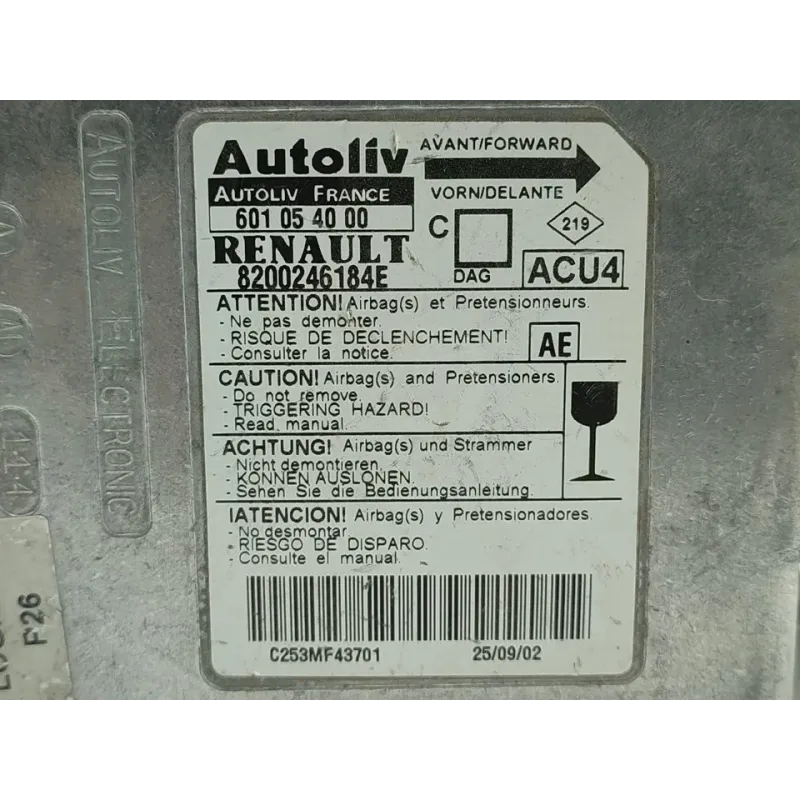 Autoliv
AVANT/FORWARD
AUTOLIV FRANCE
VORN/DELANTE
601 05 40 00
C
219
RENAULT
8200246184E
DAG
ACU4
ATTENTION! Airbag(s) et Pretensionneurs.
- Ne pas demonter.
- RISQUE DE DECLENCHEMENT!
- Consulter la notice.
AE
CAUTION! Airbag(s) and Pretensioners.
- Do not remove.
- TRIGGERING HAZARD!
- Read manual.
ACHTUNG! Airbag(s) und Strammer
- Nicht demontieren.
- KONNEN AUSLONSEN.
- Sehen Sie die Bedienungsanleitung.
!ATENCION! Airbag(s) y Pretensionadores.
- No desmontar.
- RIESGO DE DISPARO.
- Consulte el manual.
C253MF43701
25/09/02
AUTOLIV ELECTRONIC
114
F26